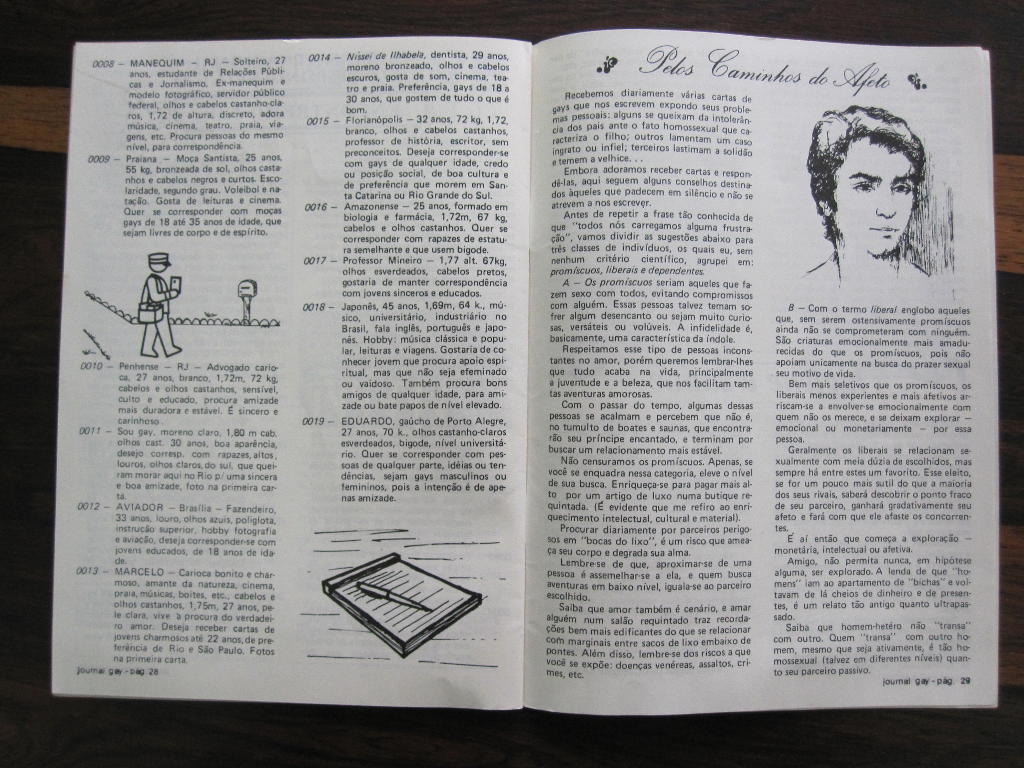 0008 – MANEQUIM – RJ – Solteiro, 27
anos, estudante de Relações Públi-
cas e Jornalismo. Ex-manequim e
modelo fotográfico, servidor público
federal, olhos e cabelos castanho-cla-
ros, 1,72 de altura, discreto, adora
música, cinema, teatro, praia, via-
gens, etc. Procura pessoas do mesmo
nível, para correspondência.
0009 – Praiana – Moça Santista, 25 anos,
55 kg, bronzeada de sol, olhos casta-
nhos e cabelos negros e curtos. Esco-
laridade, segundo grau. Voleibol e na-
tação. Gosta de leituras e cinema.
Quer se corresponder com moças
gays de 18 até 35 anos de idade, que
sejam livres de corpo e de espírito.
0010 – Penhense – RJ – Advogado cario-
ca, 27 anos, branco, 1,72m, 72 kg,
cabelos e olhos castanhos, sensível,
culto e educado, procura amizade
mais duradora e estável. É sincero e
carinhoso.
0011 – Sou gay, moreno claro, 1,80 m cab.
olhos cast. 30 anos, boa aparência,
desejo corresp. com rapazes, altos,
louros, olhos claros, do sul, que quei-
ram morar aqui no Rio p/ uma sincera
e boa amizade, foto na primeira car-
ta.
0012 – AVIADOR – Brasília – Fazendeiro,
33 anos, louro, olhos azuis, poliglota,
instrução superior, hobby fotografia
e aviação, deseja corresponder-se com
jovens educados, de 18 anos de ida-
de.
0013 – MARCELO – Carioca bonito e char-
moso, amante da natureza, cinema,
praia, músicas, boites, etc., cabelos e
olhos castanhos, 1,75m, 27 anos, pe-
le clara, vive à procura do verdadei-
ro amor. Deseja receber cartas de
jovens charmosos até 22 anos, de pre-
ferência de Rio e São Paulo. Fotos
na primeira carta.
journal gay – pág. 28
0014 – Nissei de Ilhabela, dentista, 29 anos,
moreno bronzeado, olhos e cabelos
escuros, gosta de som, cinema, tea-
tro e praia. Preferência, gays de 18 a
30 anos, que gostem de tudo o que é
bom.
0015 – Florianópolis – 32 anos, 72 kg, 1,72,
branco, olhos e cabelos castanhos,
professor de história, escritor, sem
preconceitos. Deseja corresponder-se
com gays de qualquer idade, credo
ou posição social, de boa cultura e
de preferência que morem em San-
ta Catarina ou Rio Grande do Sul.
0016 – Amazonense – 25 anos, formado em
biologia e farmácia, 1,72m, 67 kg,
cabelos e olhos castanhos. Quer se
corresponder com rapazes de estatu-
ra semelhante e que usem bigode.
0017 – Professor Mineiro – 1,77 alt. 67kg,
olhos esverdeados, cabelos pretos,
gostaria de manter correspondência
com jovens sinceros e educados.
0018 – Japonês, 45 anos, 1,69m, 64 k., mú-
sico, universitário, industriário no
Brasil, fala inglês, português e japo-
nês. Hobby: música clássica e popu-
lar, leituras e viagens. Gostaria de co-
nhecer jovem que procura apoio espi-
ritual, mas que não seja efeminado
ou vaidoso. Também procura bons
amigos de qualquer idade, para ami-
zade ou bate papos de nível elevado.
0019 – EDUARDO, gaúcho de Porto Alegre,
27 anos, 70 k., olhos castanho-claros
esverdeados, bigode, nível universitá-
rio. Quer se corresponder com pes-
soas de qualquer parte, idéias ou ten-
dências, sejam gays masculinos ou
femininos, pois a intenção é de ape-
nas amizade.
Pelos Caminhos do Afeto
Recebemos diariamente várias cartas de
gays que nos escrevem expondo seus proble-
mas pessoais: alguns se queixam da intolerân-
cia dos pais ante o fato homossexual que ca-
racteriza o filho; outros lamentam um caso
ingrato ou infiel; terceiros lastimam a solidão
e temem a velhice. . .
Embora adoramos receber cartas e respon-
dê-las, aqui seguem alguns conselhos destina-
dos àqueles que padecem em silêncio e não se
atrevem a nos escrever.
Antes de repetir a frase tão conhecida de
que "todos nós carregamos alguma frustra-
ção", vamos dividir as sugestões abaixo para
três classes de indivíduos, os quais eu, sem
nenhum critério científico, agrupei em:
promíscuos, liberais e dependentes.
A – Os promíscuos seriam aqueles que fa-
zem sexo com todos, evitando compromissos
com alguém. Essas pessoas talvez temam so-
frer algum desencanto ou sejam muito curio-
sas, versáteis ou volúveis. A infidelidade é,
basicamente, uma característica da índole.
Respeitamos esse tipo de pessoas incons-
tantes no amor, porém queremos lembrar-lhes
que tudo acaba na vida, principalmente
a juventude e a beleza, que nos facilitam tan-
tas aventuras amorosas.
Com o passar do tempo, algumas dessas
pessoas se acalmam e percebem que não é,
no tumulto de boates e saunas, que encontra-
rão seu príncipe encantado, e terminam por
buscar um relacionamento mais estável.
Não censuramos os promíscuos. Apenas, se
você se enquadra nessa categoria, eleve o nível
de sua busca. Enriqueça-se para pagar mais al-
to por um artigo de luxo numa butique re-
quintada. (É evidente que me refiro ao enri-
quecimento intelectual, cultural e material).
Procurar diariamente por parceiros perigo-
sos em "bocas do lixo", é um risco que amea-
ça seu corpo e degrada sua alma.
Lembre-se de que, aproximar-se de uma
pessoa é assemelhar-se a ela, e quem busca
aventuras em baixo nível, iguala-se ao parceiro
escolhido.
Saiba que amor também é cenário, e amar
alguém num salão requintado traz recorda-
ções bem mais edificantes do que se relacionar
com marginais entre sacos de lixo embaixo de
pontes. Além disso, lembre-se dos riscos a que
você se expõe: doenças venéreas, assaltos, cri-
mes, etc.
B – Com o termo liberal englobo aqueles
que, sem serem ostensivamente promíscuos
ainda não se comprometeram com ninguém.
São criaturas emocionalmente mais amadu-
recidas do que os promíscuos, pois não
apoiam unicamente na busca do prazer sexual
seu motivo de vida.
Bem mais seletivos que os promíscuos, os
liberais menos experientes e mais afetivos ar-
riscam-se a envolver-se emocionalmente com
quem não os merece, e se deixam explorar –
emocional ou monetariamente – por essa
pessoa.
Geralmente os liberais se relacionam se-
xualmente com meia dúzia de escolhidos, mas
sempre há entre estes um favorito. Esse eleito,
se for um pouco mais sutil do que a maioria
dos seus rivais, saberá descobrir o ponto fraco
de seu parceiro, ganhará gradativamente seu
afeto e fará com que ele afaste os concorren-
tes.
É aí então que começa a exploração –
monetária, intelectual ou afetiva.
Amigo, não permita nunca, em hipótese
alguma, ser explorado. A lenda de que "ho-
mens" iam ao apartamento de "bichas" e vol-
tavam de lá cheios de dinheiro e de presen-
tes, é um relato tão antigo quanto ultrapas-
sado.
Saiba que homem-hetéro não "transa"
com outro. Quem "transa" com outro ho-
mem, mesmo que seja ativamente, é tão ho-
mossexual (talvez em diferentes níveis) quan-
to seu parceiro passivo.
journal gay – pág. 29